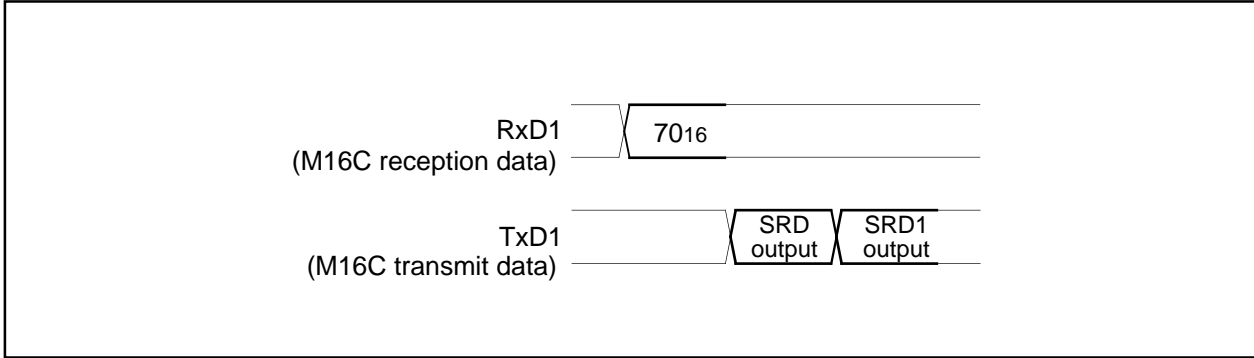 RxD1
(M16C reception data)
7016
TxD1
(M16C transmit data)
SRD
output
SRD1
output